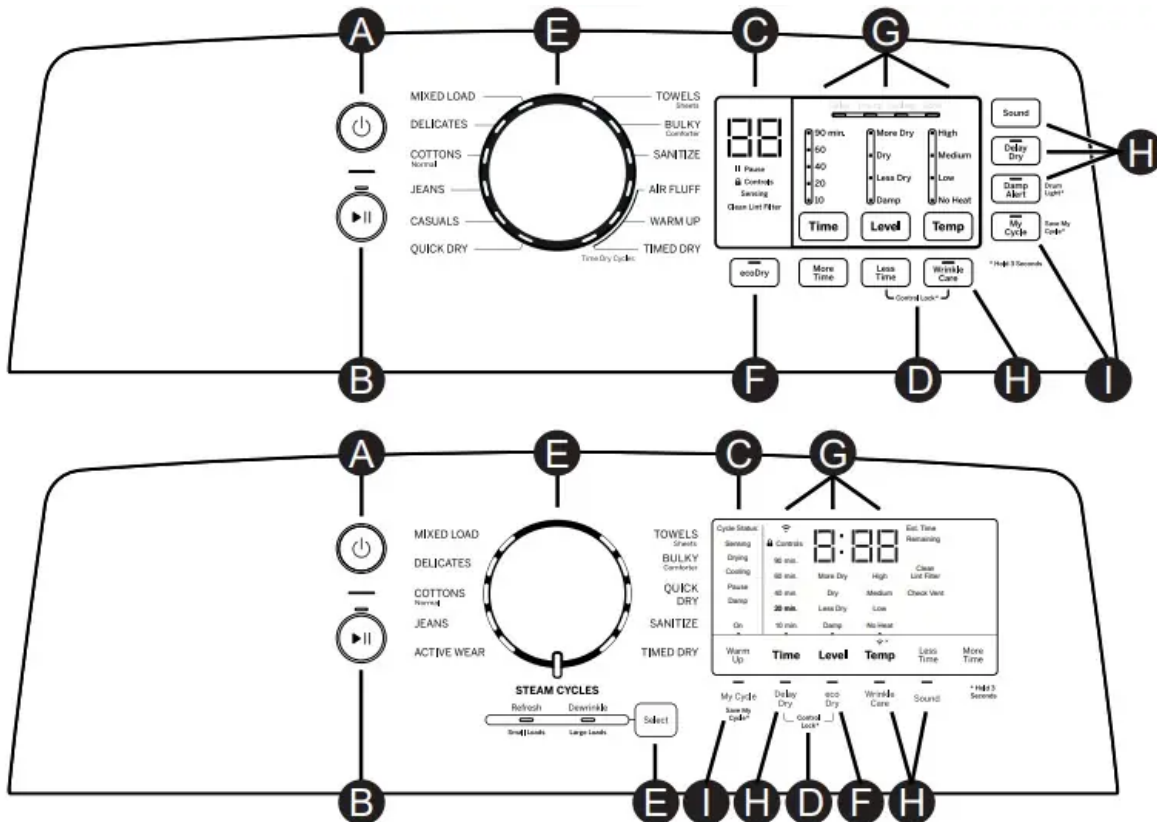 A
E
C
G
MIXED LOAD
DELICATES
COTTONS
Normal
JEANS
CASUALS
QUICK DRY
TOWELS
Sheets
BULKY
Comforter
SANITIZE
AIR FLUFF
WARM UP
TIMED DRY
Time Dry Cycles
88
II Pause
Controls
Sensing
Clean Lint Filter
90 min.
60
40
20
10
Time
More Dry
Dry
Less Dry
Damp
Level
High
Medium
Low
No Heat
Temp
Sound
Delay
Dry
Damp
Alert
Drum
Light*
My
Cycle
Save My
Cycle*
* Hold 3 Seconds
H
ecoDry
More
Time
Less
Time
Wrinkle
Care
Control Lock*
B
F
D
H
I
A
E
C
G
MIXED LOAD
DELICATES
COTTONS
Normal
JEANS
ACTIVE WEAR
TOWELS
Sheets
BULKY
Comforter
QUICK
DRY
SANITIZE
TIMED DRY
STEAM CYCLES
Refresh
Dewrinkle
Small Loads
Large Loads
Select
Cycle Status:
Sensing
Drying
Cooling
Pause
Damp
On
Warm
Up
Controls
90 min.
60 min.
40 min.
20 min.
10 min.
Time
8:88
More Dry
Dry
Less Dry
Damp
Level
High
Medium
Low
No Heat
Temp
Est. Time
Remaining
Clean
Lint Filter
Check Vent
Less
Time
More
Time
My Cycle
Save My
Cycle*
Delay
Dry
eco
Dry
Control
Lock*
Wrinkle
Care
Sound
* Hold 3
Seconds
B
E
I
H
D
F
H